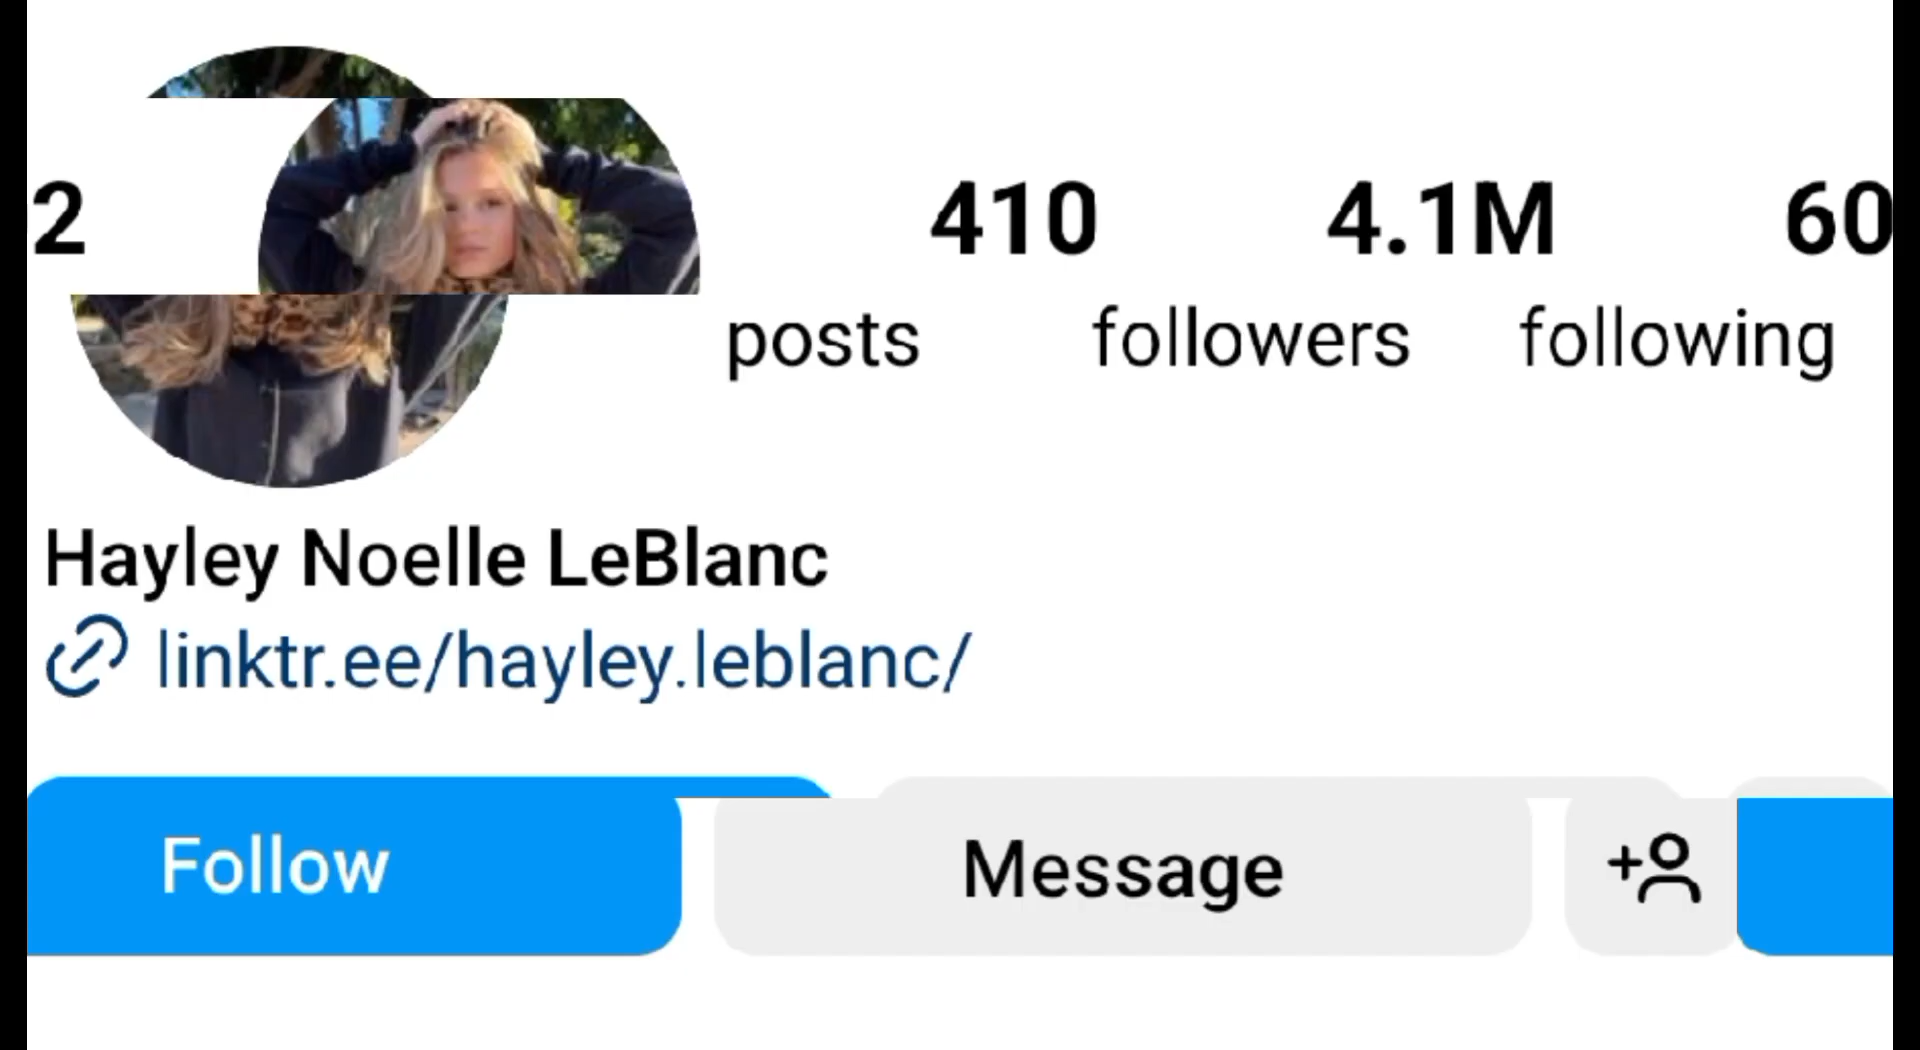 2 410 4.1M 60
posts followers following
Hayley Noelle LeBlanc
linktr.ee/hayley.leblanc/
Follow Message